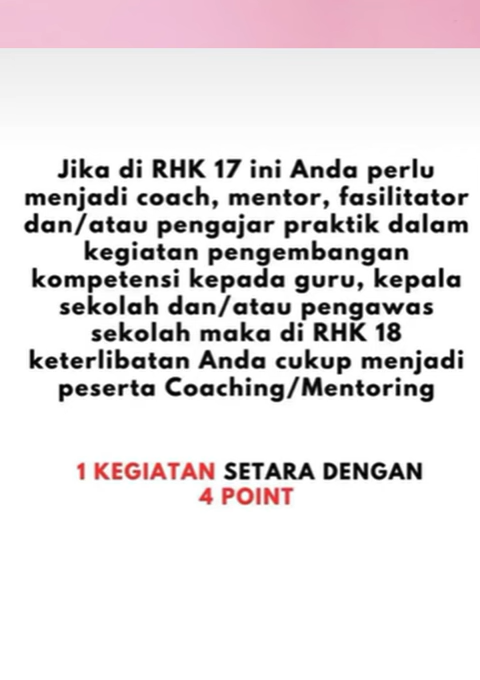 Jika di RHK 17 ini Anda perlu
menjadi coach, mentor, fasilitator
dan/atau pengajar praktik dalam
kegiatan pengembangan
kompetensi kepada guru, kepala
sekolah dan/atau pengawas
sekolah maka di RHK 18
keterlibatan Anda cukup menjadi
peserta Coaching/Mentoring
1 KEGIATAN SETARA DENGAN
4 POINT